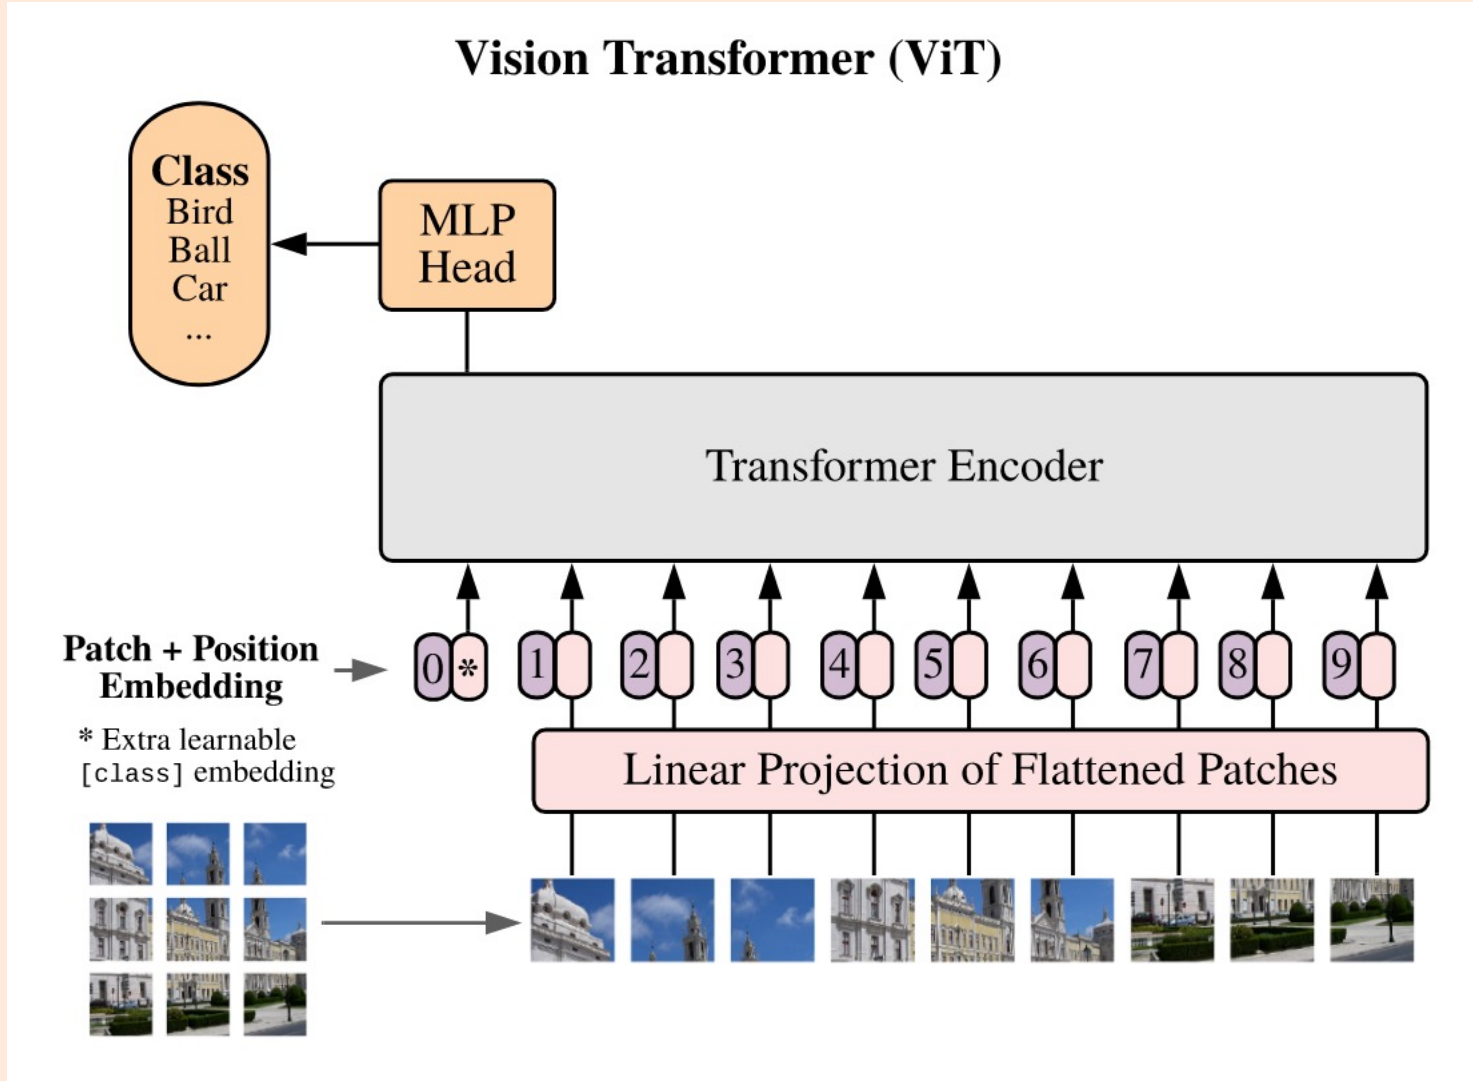 Vision Transformer (ViT)
Class
Bird
Ball
Car
...
MLP
Head
Transformer Encoder
Patch + Position
Embedding
* Extra learnable
[class] embedding
0 * 1 2 3 4 5 6 7 8 9
Linear Projection of Flattened Patches